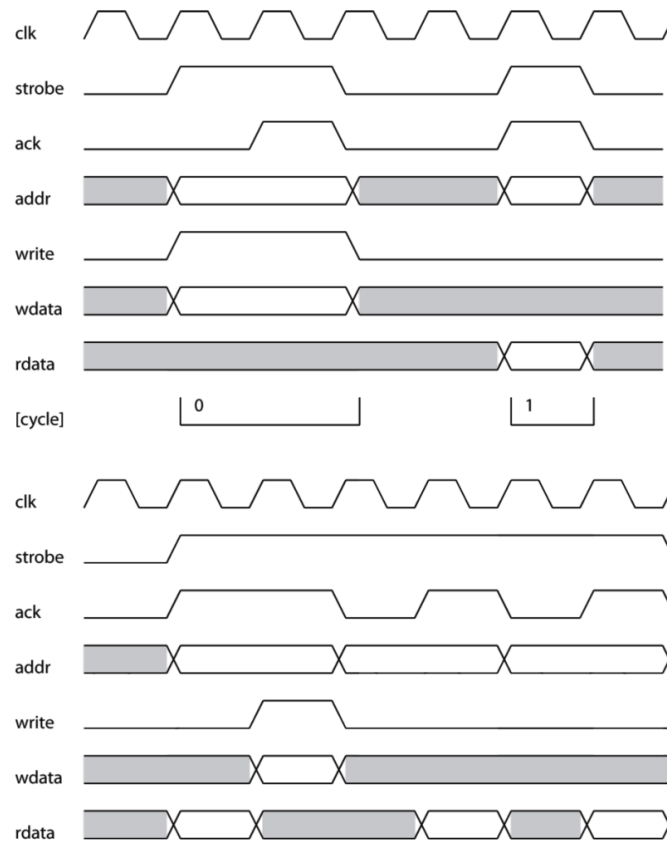 clk
strobe
ack
addr
write
wdata
rdata
[cycle] 0 1
clk
strobe
ack
addr
write
wdata
rdata